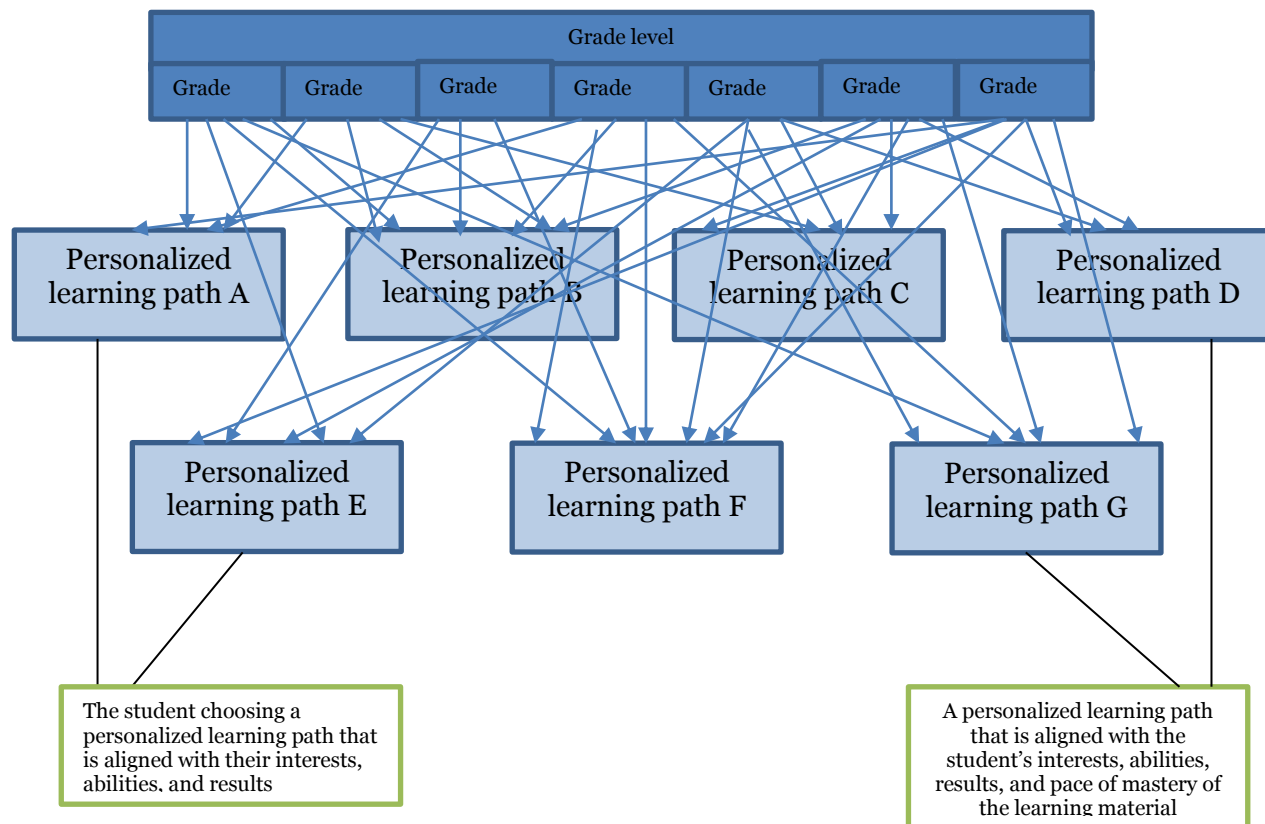 Grade level
Grade
Grade
Grade
Grade
Grade
Grade
Grade
Personalized
learning path A
Personalized
learning path B
Personalized
learning path C
Personalized
learning path D
Personalized
learning path E
Personalized
learning path F
Personalized
learning path G
The student choosing a
personalized learning path that
is aligned with their interests,
abilities, and results
A personalized learning path
that is aligned with the
student’s interests, abilities,
results, and pace of mastery of
the learning material